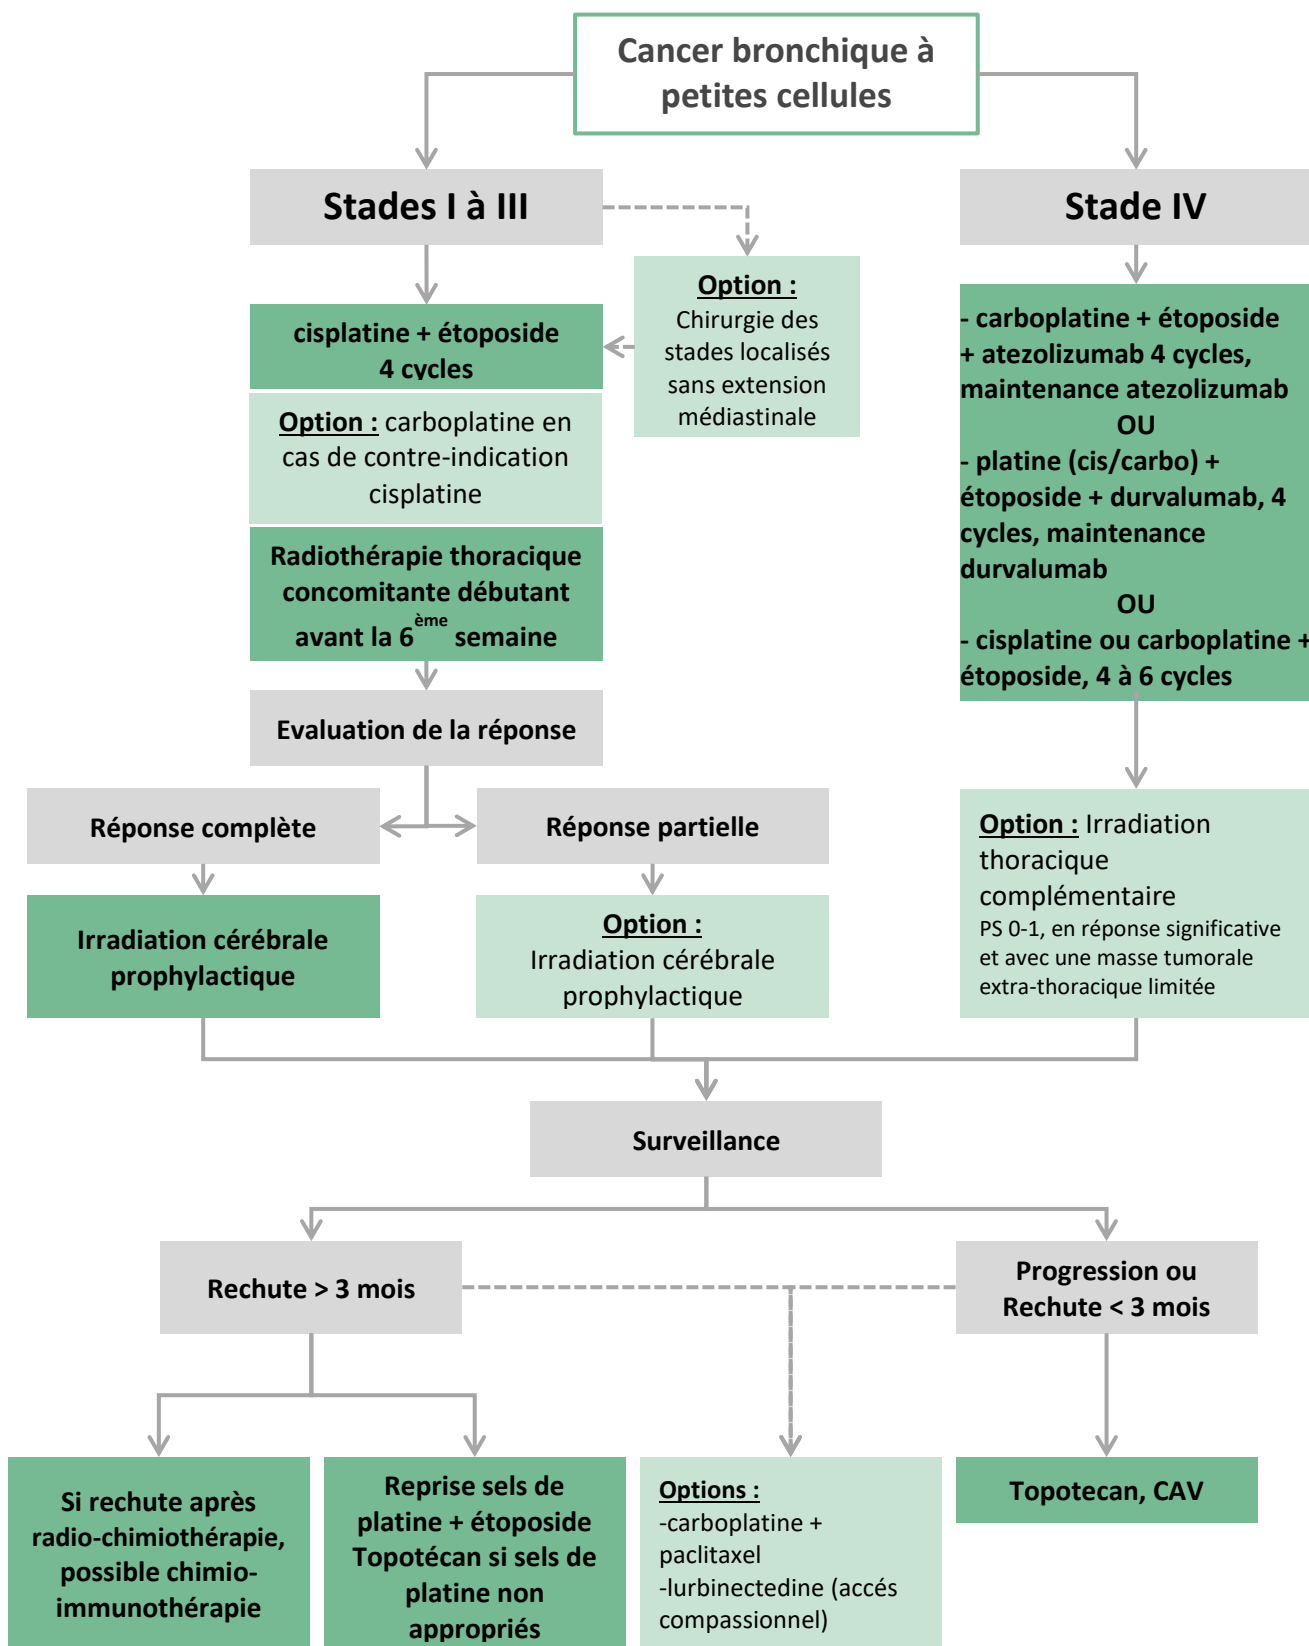 Cancer bronchique à
petites cellules
Stades I à III
Stade IV
Option :
Chirurgie des
stades localisés
sans extension
médiastinale
cisplatine + étoposide
4 cycles
Option : carboplatine en
cas de contre-indication
cisplatine
Radiothérapie thoracique
concomitante débutant
avant la 6ème semaine
- carboplatine + étoposide
+ atezolizumab 4 cycles,
maintenance atezolizumab
OU
- platine (cis/carbo) +
étoposide + durvalumab, 4
cycles, maintenance
durvalumab
OU
- cisplatine ou carboplatine +
étoposide, 4 à 6 cycles
Evaluation de la réponse
Réponse complète
Réponse partielle
Irradiation cérébrale
prophylactique
Option :
Irradiation cérébrale
prophylactique
Option : Irradiation
thoracique
complémentaire
PS 0-1, en réponse significative
et avec une masse tumorale
extra-thoracique limitée
Surveillance
Rechute > 3 mois
Progression ou
Rechute < 3 mois
Si rechute après
radio-chimiothérapie,
possible chimio-
immunothérapie
Reprise sels de
platine + étoposide
Topotécan si sels de
platine non
appropriés
Options :
-carboplatine +
paclitaxel
-lurbinectedine (accés
compassionnel)
Topotecan, CAV